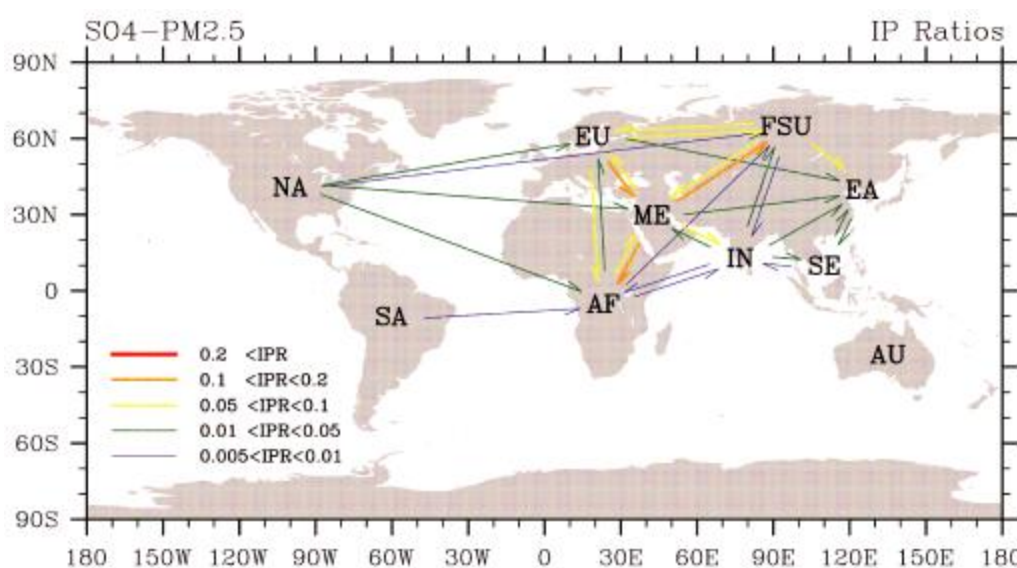 SO4-PM2.5 IP Ratios
90N
60N
30N
0
30S
60S
90S
EU FSU
NA EA
ME
IN SE
AF
SA
AU
0.2 <IPR
0.1 <IPR<0.2
0.05 <IPR<0.1
0.01 <IPR<0.05
0.005<IPR<0.01
180 150W 120W 90W 60W 30W 0 30E 60E 90E 120E 150E 180